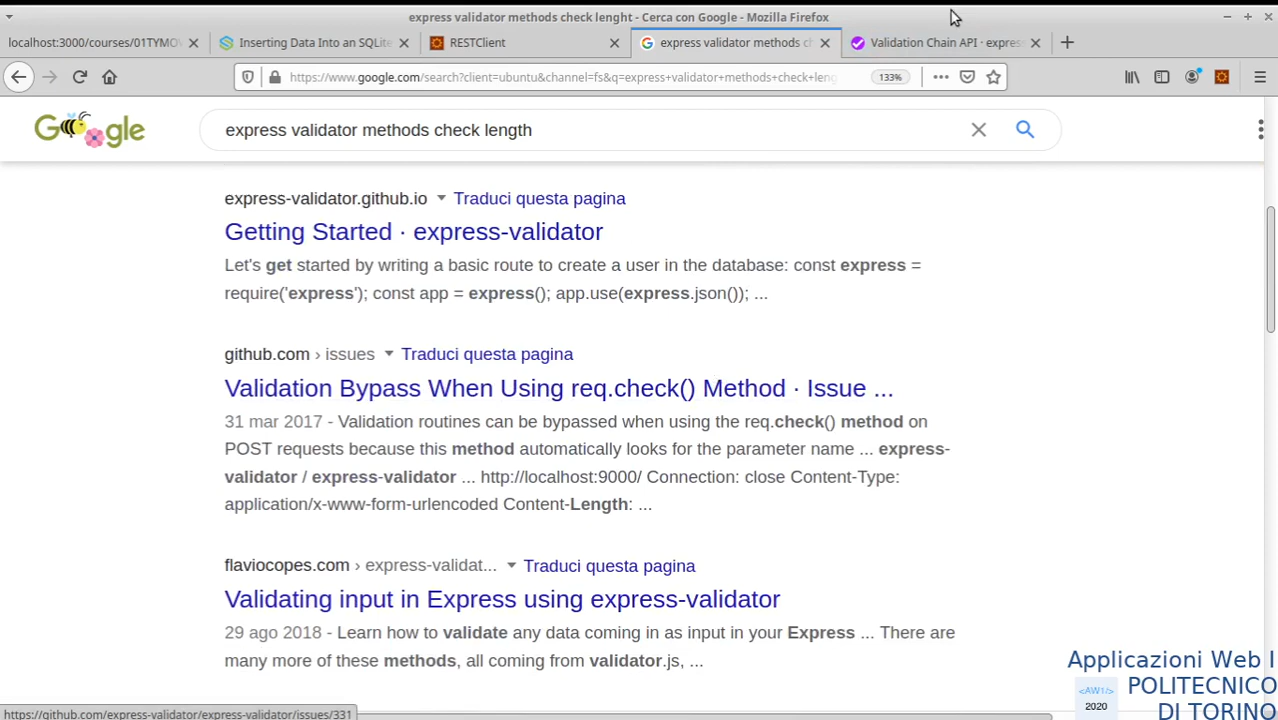 express validator methods check lenght - Cerca con Google - Mozilla Firefox
localhost:3000/courses/01TYMOV
Inserting Data Into an SQLite
RESTClient
express validator methods ch
Validation Chain API · express
https://www.google.com/search?client=ubuntu&channel=fs&q=express+validator+methods+check+leng
133%
Google
express validator methods check length
express-validator.github.io
Traduci questa pagina
Getting Started · express-validator
Let's get started by writing a basic route to create a user in the database: const express =
require('express'); const app = express(); app.use(express.json()); ...
github.com › issues
Traduci questa pagina
Validation Bypass When Using req.check() Method · Issue ...
31 mar 2017 - Validation routines can be bypassed when using the req.check() method on
POST requests because this method automatically looks for the parameter name ... express-
validator / express-validator ... http://localhost:9000/ Connection: close Content-Type:
application/x-www-form-urlencoded Content-Length: ...
flaviocopes.com › express-validat...
Traduci questa pagina
Validating input in Express using express-validator
29 ago 2018 - Learn how to validate any data coming in as input in your Express ... There are
many more of these methods, all coming from validator.js, ...
https://github.com/express-validator/express-validator/issues/331
Applicazioni Web I
<AW1/>
2020
POLITECNICO
DI TORINO